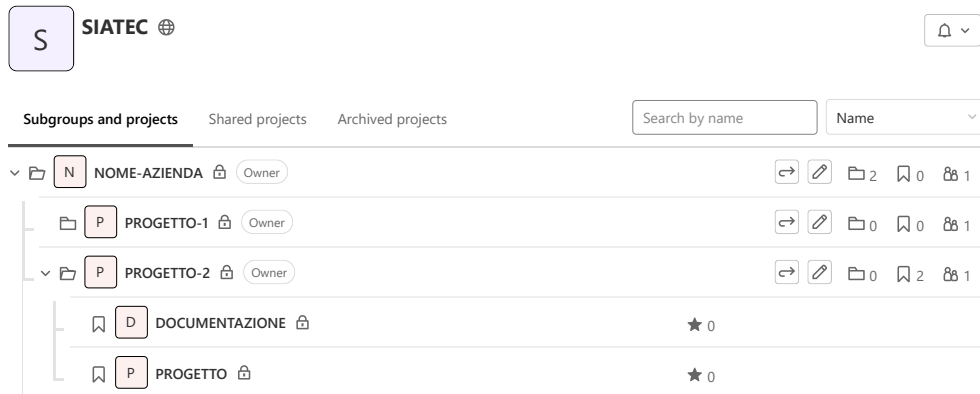 S SIATEC
Subgroups and projects Shared projects Archived projects Search by name Name
N NOME-AZIENDA Owner 2 0 1
P PROGETTO-1 Owner 0 0 1
P PROGETTO-2 Owner 0 2 1
D DOCUMENTAZIONE 0
P PROGETTO 0